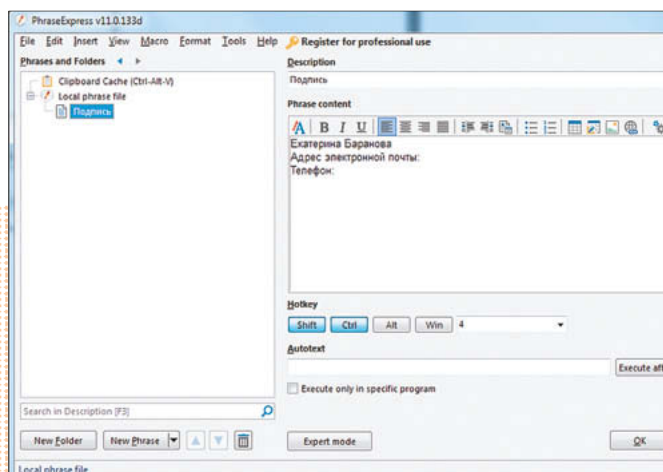 PhraseExpress v11.0.133d
File Edit Insert View Macro Format Tools Help Register for professional use
Phrases and Folders
Clipboard Cache (Ctrl-Alt-V)
Local phrase file
Подпись
Search in Description [F3]
New Folder New Phrase
Description
Подпись
Phrase content
B I U
Екатерина Баранова
Адрес электронной почты:
Телефон:
Hotkey
Shift Ctrl Alt Win 4
Autotext
Execute aft
Execute only in specific program
Expert mode OK
Local phrase file